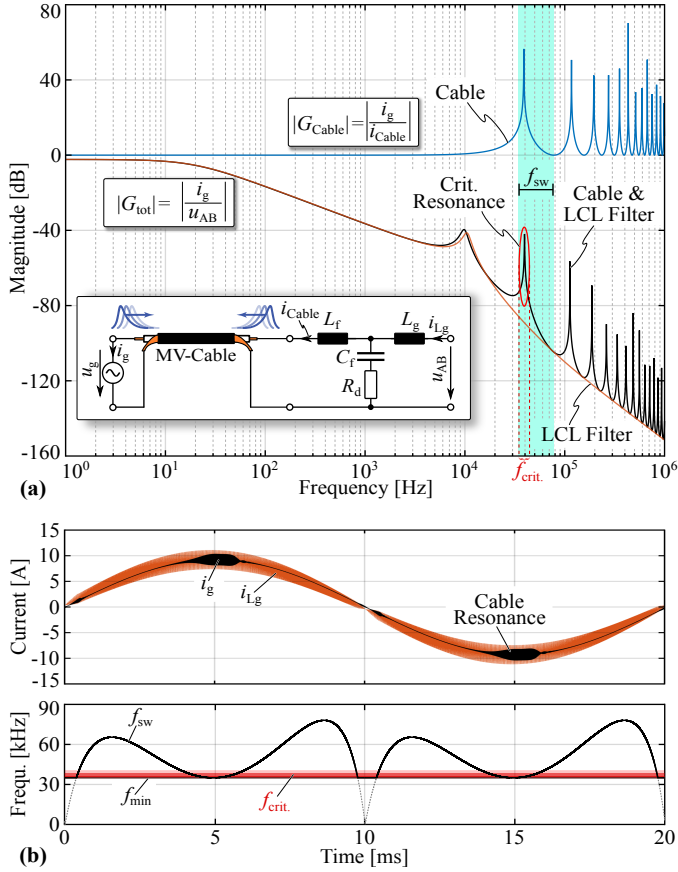 80
40
0
-40
-80
-120
-160
Magnitude [dB]
|G_Cable|=|i_g/i_Cable|
Cable
|G_tot|= |i_g/u_AB|
Crit.
Resonance
f_sw
Cable &
LCL Filter
i_Cable
L_f
L_g
i_Lg
MV-Cable
u_g
i_g
C_f
R_d
u_AB
LCL Filter
10^0
10^1
10^2
10^3
10^4
10^5
10^6
Frequency [Hz]
f_crit.
(a)
15
10
5
0
-5
-10
-15
Current [A]
i_g
i_Lg
Cable
Resonance
90
60
30
0
Frequ. [kHz]
f_sw
f_min
f_crit.
0
5
10
15
20
Time [ms]
(b)